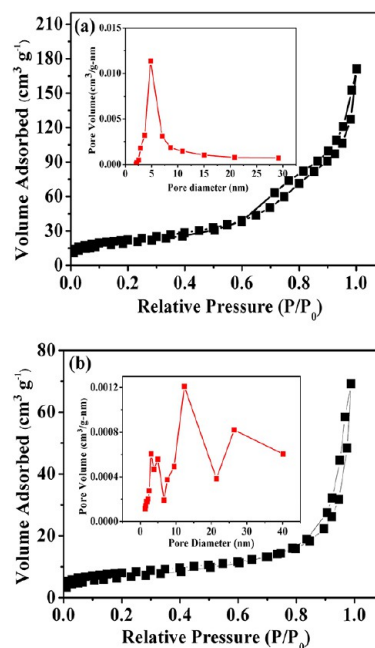 (a)
Volume Adsorbed (cm³ g⁻¹)
180
150
120
90
60
30
0
Pore Volume(cm³/g-nm)
0.015
0.010
0.005
0.000
0 5 10 15 20 25 30
Pore diameter (nm)
0.0 0.2 0.4 0.6 0.8 1.0
Relative Pressure (P/P₀)
(b)
Volume Adsorbed (cm³ g⁻¹)
80
60
40
20
0
Pore Volume (cm³/g-nm)
0.0012
0.0008
0.0004
0.0000
0 10 20 30 40
Pore Diameter (nm)
0.0 0.2 0.4 0.6 0.8 1.0
Relative Pressure (P/P₀)